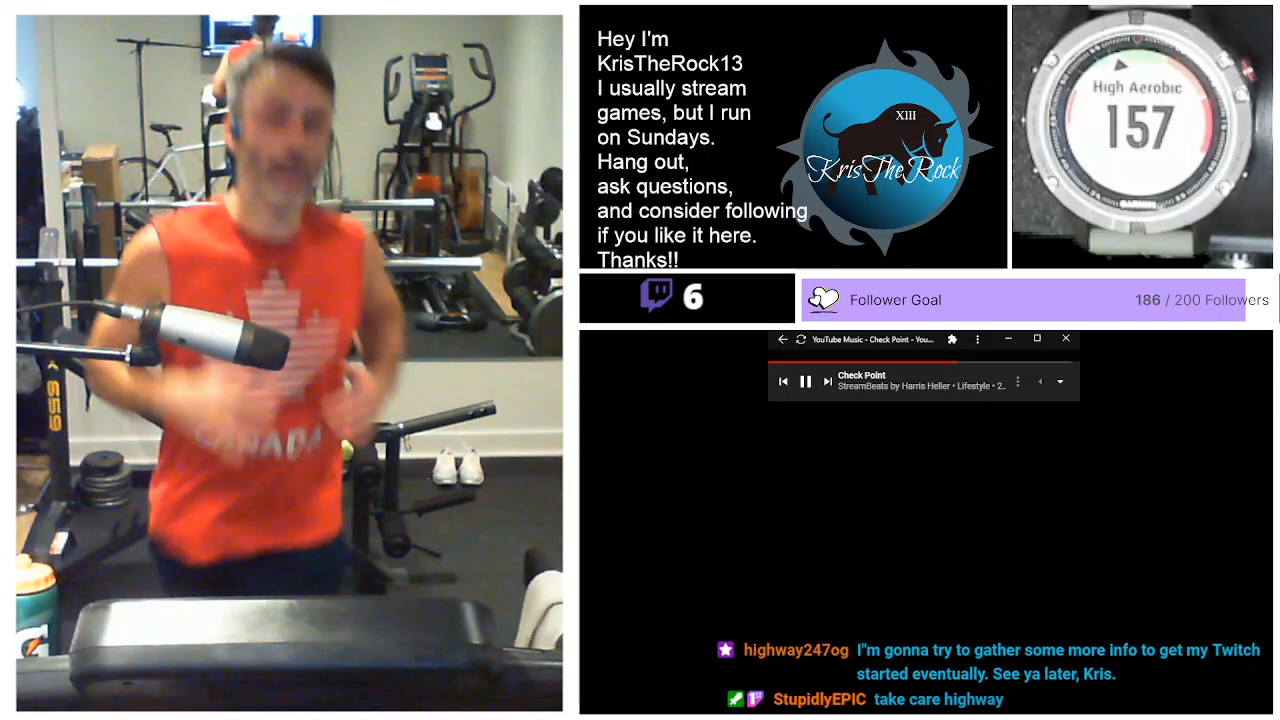 Hey I'm
KrisTheRock13
I usually stream
games, but I run
on Sundays.
Hang out,
ask questions,
and consider following
if you like it here.
Thanks!!
XIII
KrisTheRock
High Aerobic
157
GARMIN
6
Follower Goal
186 / 200 Followers
YouTube Music - Check Point - You...
Check Point
StreamBeats by Harris Heller • Lifestyle • 2..
CANADA
659
highway247og I"m gonna try to gather some more info to get my Twitch
started eventually. See ya later, Kris.
StupidlyEPIC take care highway